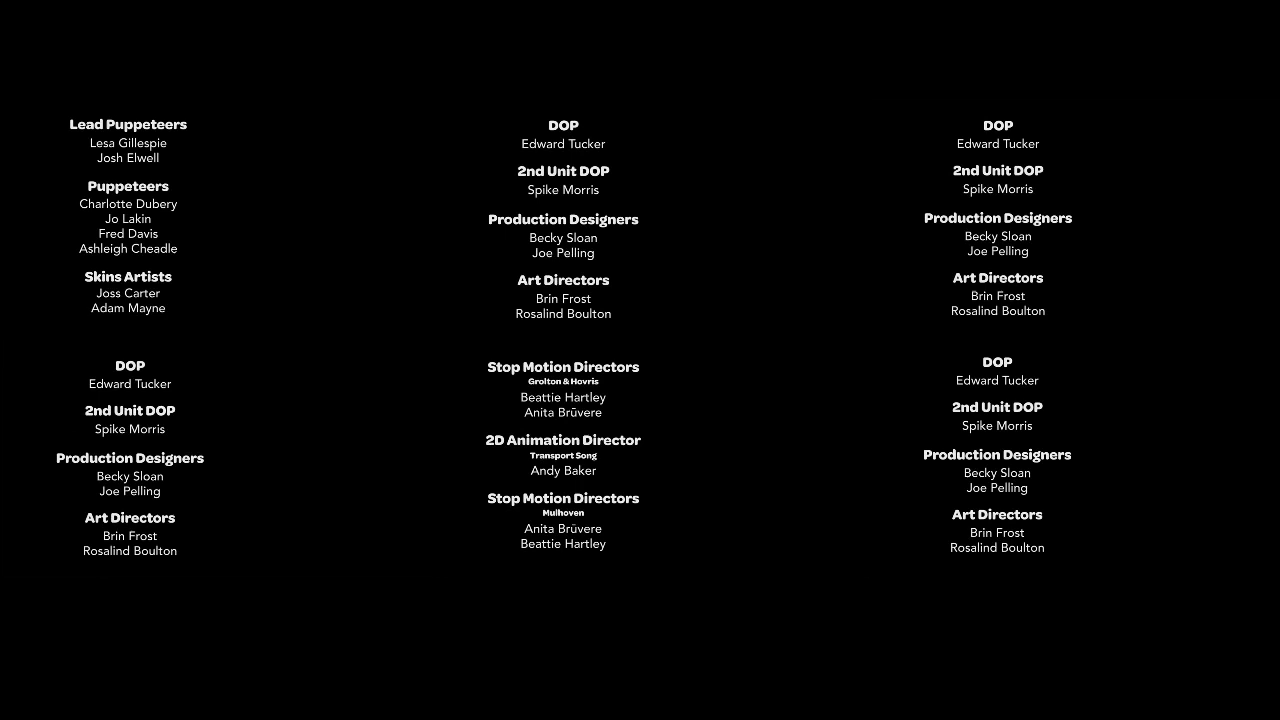 Lead Puppeteers
Lesa Gillespie
Josh Elwell
Puppeteers
Charlotte Dubery
Jo Lakin
Fred Davis
Ashleigh Cheadle
Skins Artists
Joss Carter
Adam Mayne
DOP
Edward Tucker
2nd Unit DOP
Spike Morris
Production Designers
Becky Sloan
Joe Pelling
Art Directors
Brin Frost
Rosalind Boulton
DOP
Edward Tucker
2nd Unit DOP
Spike Morris
Production Designers
Becky Sloan
Joe Pelling
Art Directors
Brin Frost
Rosalind Boulton
DOP
Edward Tucker
2nd Unit DOP
Spike Morris
Production Designers
Becky Sloan
Joe Pelling
Art Directors
Brin Frost
Rosalind Boulton
Stop Motion Directors
Grolton & Hovris
Beattie Hartley
Anita Brūvere
2D Animation Director
Transport Song
Andy Baker
Stop Motion Directors
Mulhoven
Anita Brūvere
Beattie Hartley
DOP
Edward Tucker
2nd Unit DOP
Spike Morris
Production Designers
Becky Sloan
Joe Pelling
Art Directors
Brin Frost
Rosalind Boulton